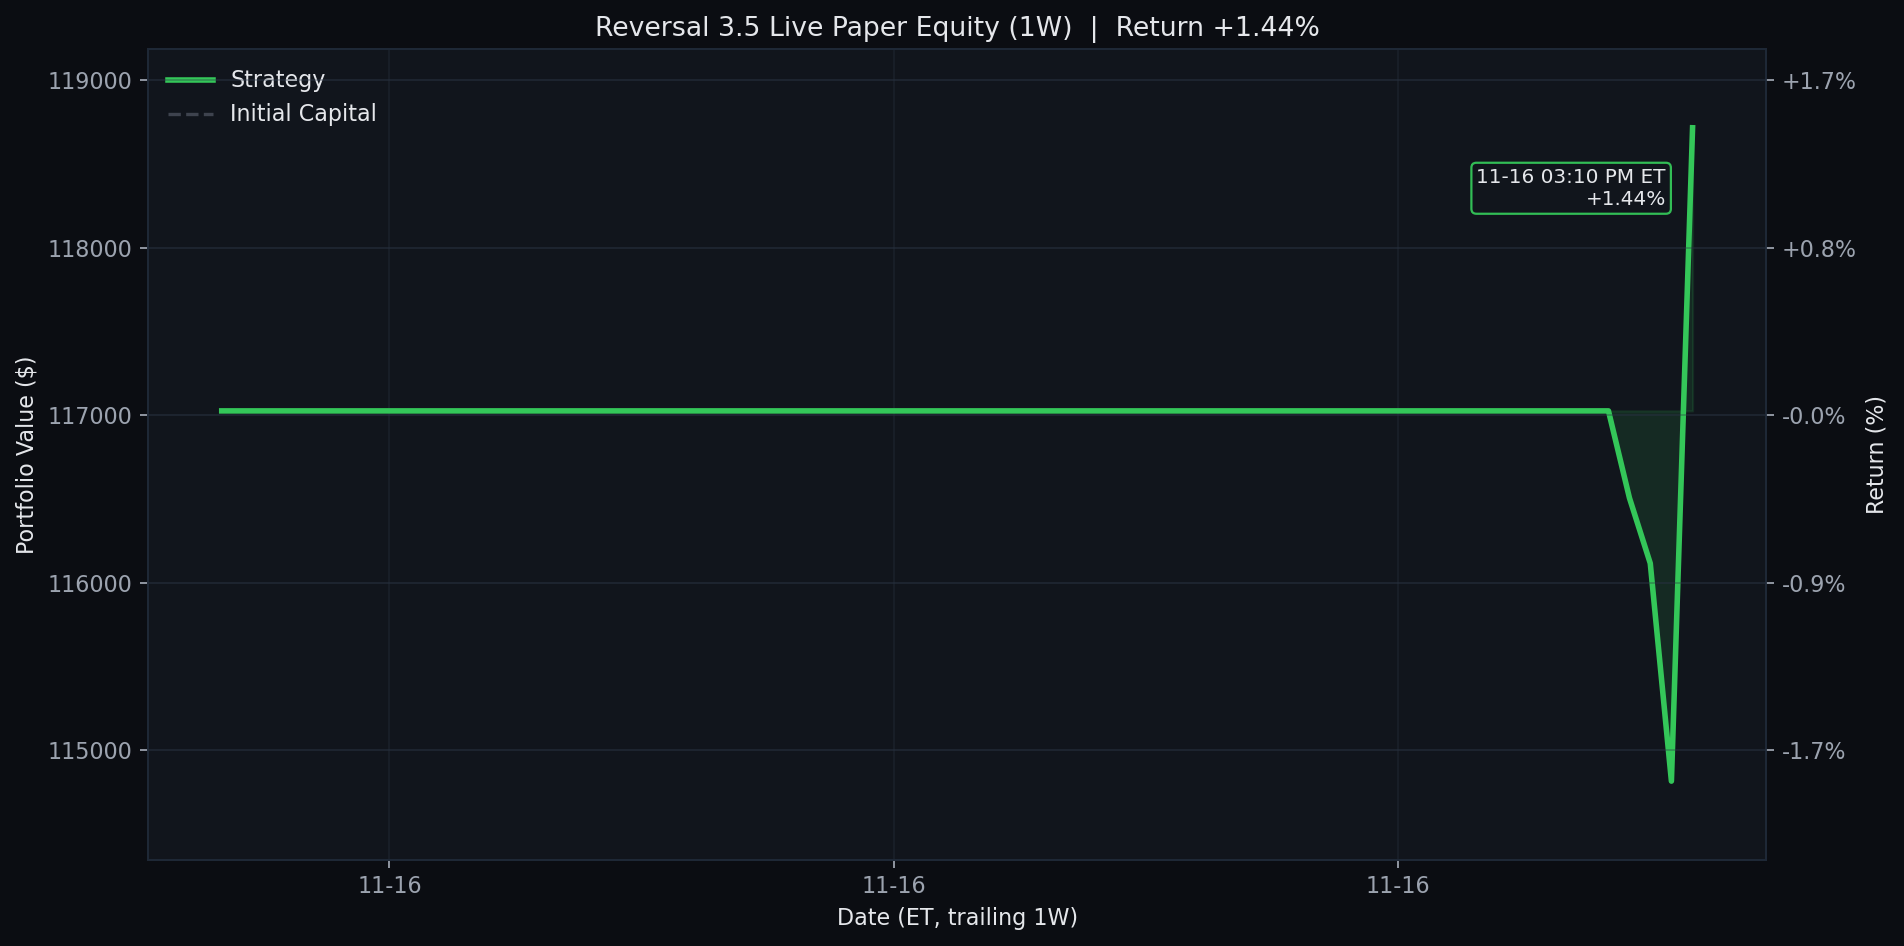 Reversal 3.5 Live Paper Equity (1W) | Return +1.44%
Strategy
Initial Capital
119000
118000
117000
116000
115000
Portfolio Value ($)
11-16 03:10 PM ET
+1.44%
+1.7%
+0.8%
-0.0%
-0.9%
-1.7%
Return (%)
11-16
11-16
11-16
Date (ET, trailing 1W)